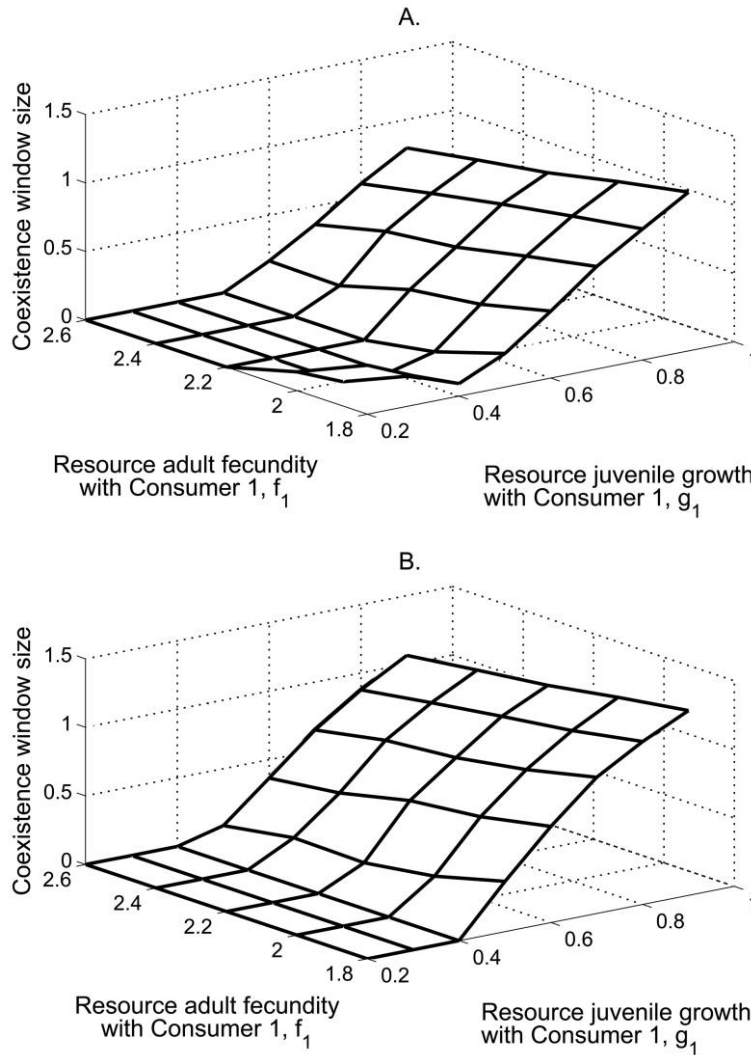 A.
Coexistence window size
1.5
1
0.5
0
2.6
2.4
2.2
2
1.8
0.2
0.4
0.6
0.8
Resource adult fecundity
with Consumer 1, f1
Resource juvenile growth
with Consumer 1, g1
B.
Coexistence window size
1.5
1
0.5
0
2.6
2.4
2.2
2
1.8
0.2
0.4
0.6
0.8
Resource adult fecundity
with Consumer 1, f1
Resource juvenile growth
with Consumer 1, g1